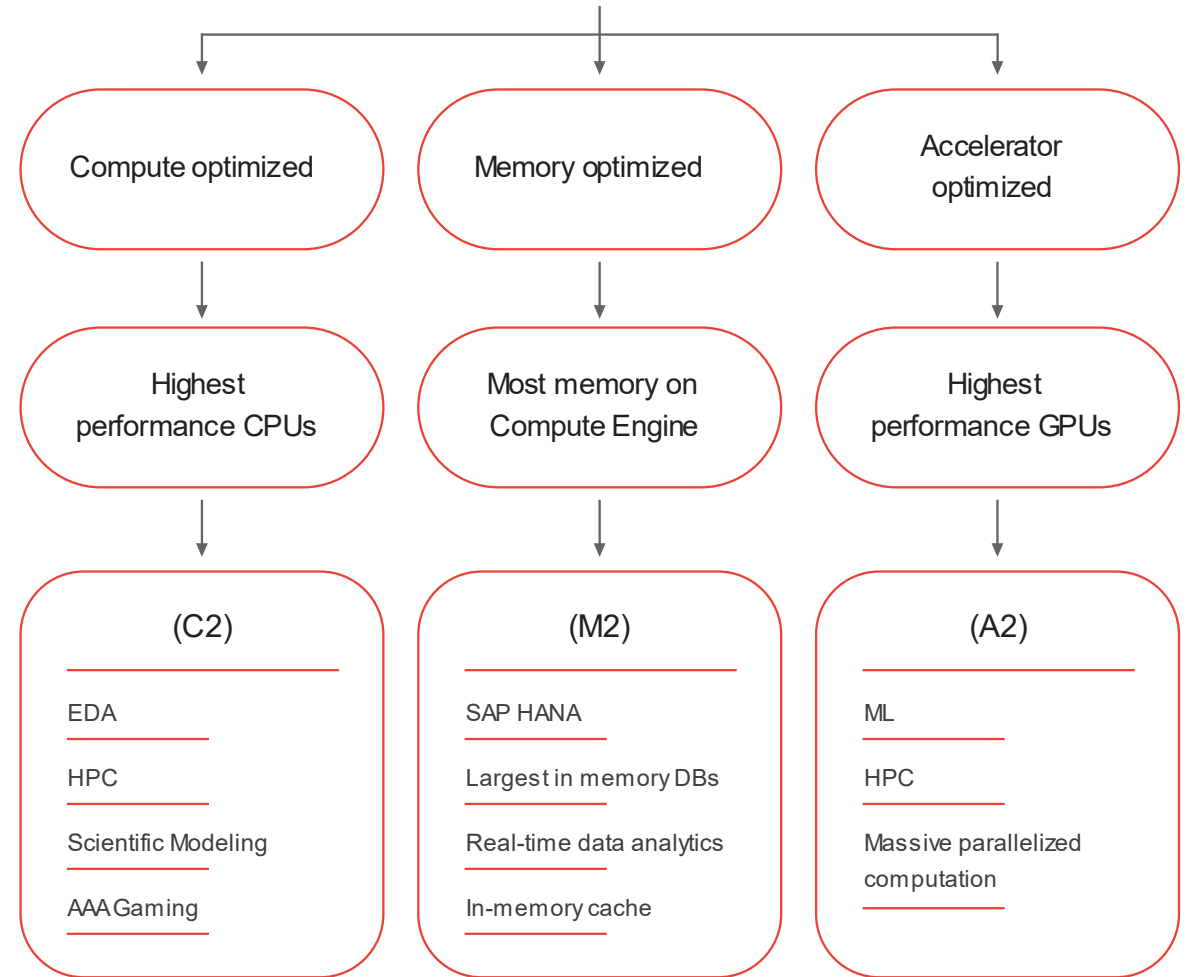 Compute optimized
Memory optimized
Accelerator
optimized
Highest
performance CPUs
Most memory on
Compute Engine
Highest
performance GPUs
(C2)
EDA
HPC
Scientific Modeling
AAA Gaming
(M2)
SAP HANA
Largest in memory DBs
Real-time data analytics
In-memory cache
(A2)
ML
HPC
Massive parallelized
computation